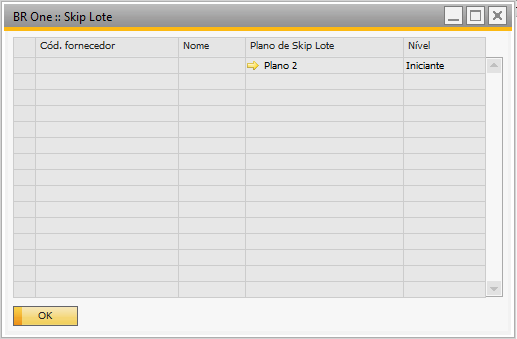 BR One :: Skip Lote
Cód. fornecedor Nome Plano de Skip Lote Nível
Plano 2 Iniciante
OK